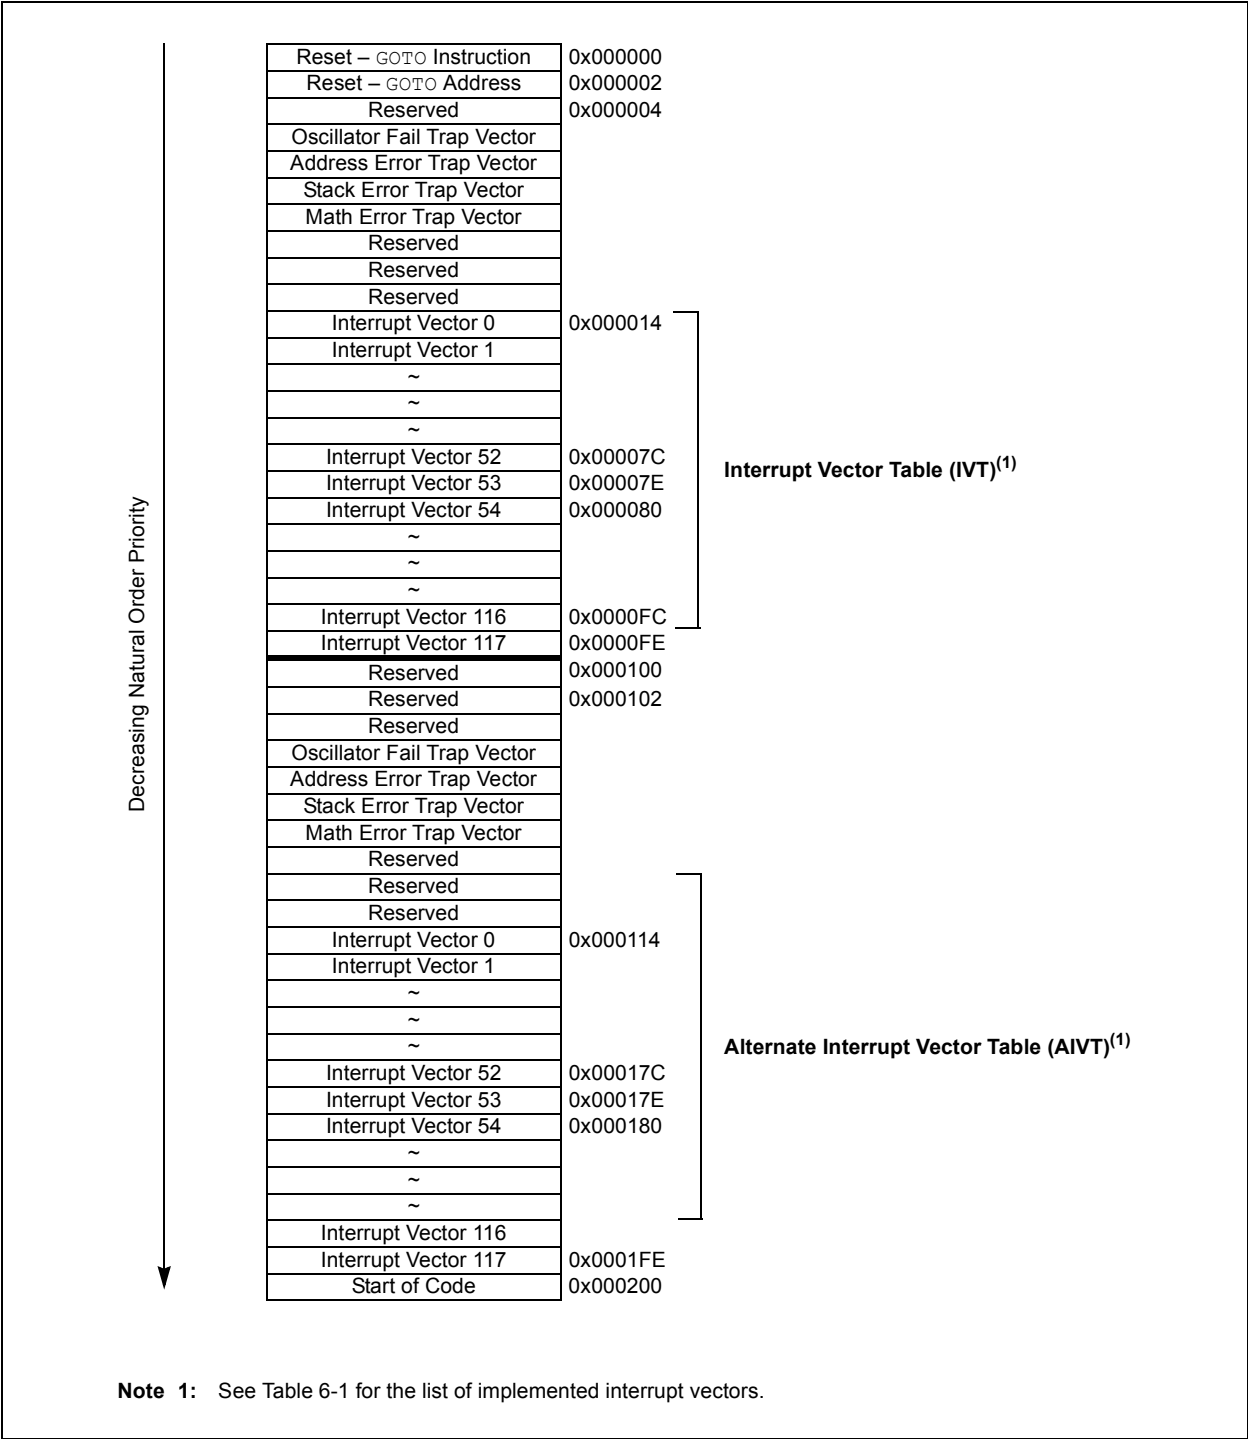 Reset – GOTO Instruction 0x000000
Reset – GOTO Address 0x000002
Reserved 0x000004
Oscillator Fail Trap Vector
Address Error Trap Vector
Stack Error Trap Vector
Math Error Trap Vector
Reserved
Reserved
Reserved
Interrupt Vector 0 0x000014
Interrupt Vector 1
~
~
~
Interrupt Vector 52 0x00007C
Interrupt Vector Table (IVT)(1)
Interrupt Vector 53 0x00007E
Interrupt Vector 54 0x000080
~
~
~
Interrupt Vector 116 0x0000FC
Interrupt Vector 117 0x0000FE
Decreasing Natural Order Priority
Reserved 0x000100
Reserved 0x000102
Reserved
Oscillator Fail Trap Vector
Address Error Trap Vector
Stack Error Trap Vector
Math Error Trap Vector
Reserved
Reserved
Reserved
Interrupt Vector 0 0x000114
Interrupt Vector 1
~
~
~
Alternate Interrupt Vector Table (AIVT)(1)
Interrupt Vector 52 0x00017C
Interrupt Vector 53 0x00017E
Interrupt Vector 54 0x000180
~
~
~
Interrupt Vector 116
Interrupt Vector 117 0x0001FE
Start of Code 0x000200
Note 1: See Table 6-1 for the list of implemented interrupt vectors.